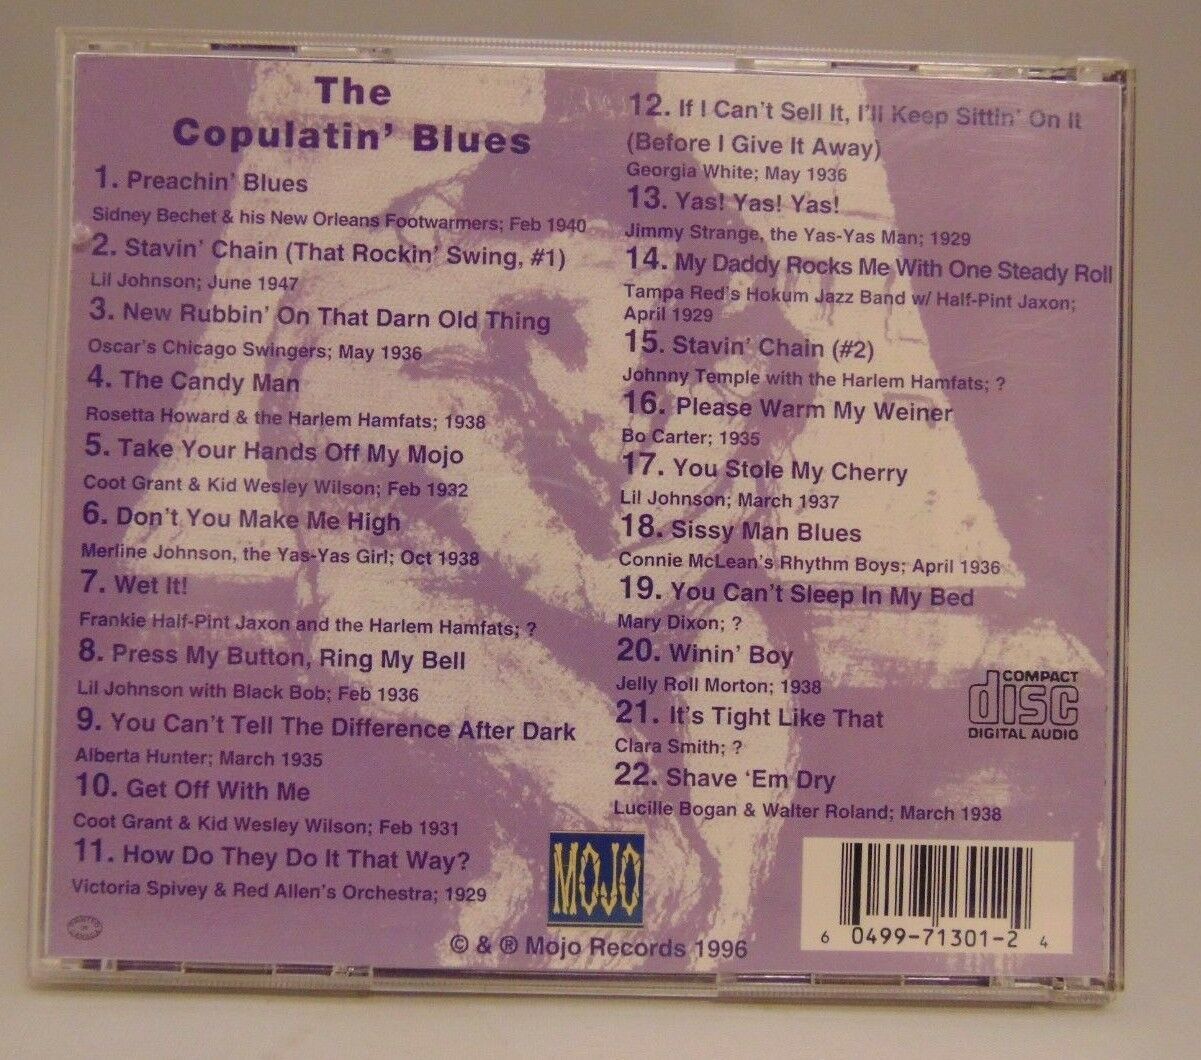 The
Copulatin' Blues
1. Preachin' Blues
Sidney Bechet & his New Orleans Footwarmers; Feb 1940
2. Stavin' Chain (That Rockin' Swing, #1)
Lil Johnson; June 1947
3. New Rubbin' On That Darn Old Thing
Oscar's Chicago Swingers; May 1936
4. The Candy Man
Rosetta Howard & the Harlem Hamfats; 1938
5. Take Your Hands Off My Mojo
Coot Grant & Kid Wesley Wilson; Feb 1932
6. Don't You Make Me High
Merline Johnson, the Yas-Yas Girl; Oct 1938
7. Wet It!
Frankie Half-Pint Jaxon and the Harlem Hamfats; ?
8. Press My Button, Ring My Bell
Lil Johnson with Black Bob; Feb 1936
9. You Can't Tell The Difference After Dark
Alberta Hunter; March 1935
10. Get Off With Me
Coot Grant & Kid Wesley Wilson; Feb 1931
11. How Do They Do It That Way?
Victoria Spivey & Red Allen's Orchestra; 1929
12. If I Can't Sell It, I'll Keep Sittin' On It
(Before I Give It Away)
Georgia White; May 1936
13. Yas! Yas! Yas!
Jimmy Strange, the Yas-Yas Man; 1929
14. My Daddy Rocks Me With One Steady Roll
Tampa Red's Hokum Jazz Band w/ Half-Pint Jaxon;
April 1929
15. Stavin' Chain (#2)
Johnny Temple with the Harlem Hamfats; ?
16. Please Warm My Weiner
Bo Carter; 1935
17. You Stole My Cherry
Lil Johnson; March 1937
18. Sissy Man Blues
Connie McLean's Rhythm Boys; April 1936
19. You Can't Sleep In My Bed
Mary Dixon; ?
20. Winin' Boy
Jelly Roll Morton; 1938
21. It's Tight Like That
Clara Smith; ?
22. Shave 'Em Dry
Lucille Bogan & Walter Roland; March 1938
COMPACT
disc
DIGITAL AUDIO
MOJO
© & ® Mojo Records 1996
6 0499-71301-2 4